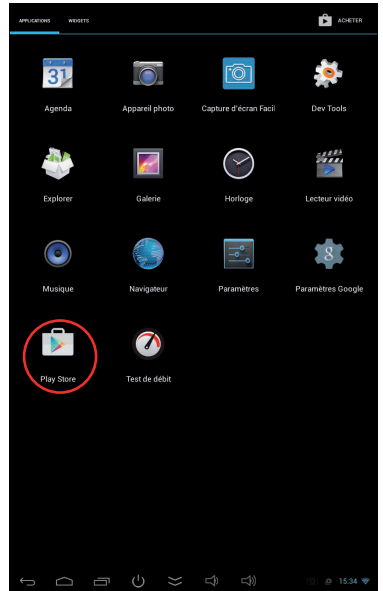 APPLICATIONS WIDGETS ACHETER
31
Agenda Appareil photo Capture d'écran Facil Dev Tools
Explorer Galerie Horloge Lecteur vidéo
8
Musique Navigateur Paramètres Paramètres Google
Play Store Test de débit
15:34